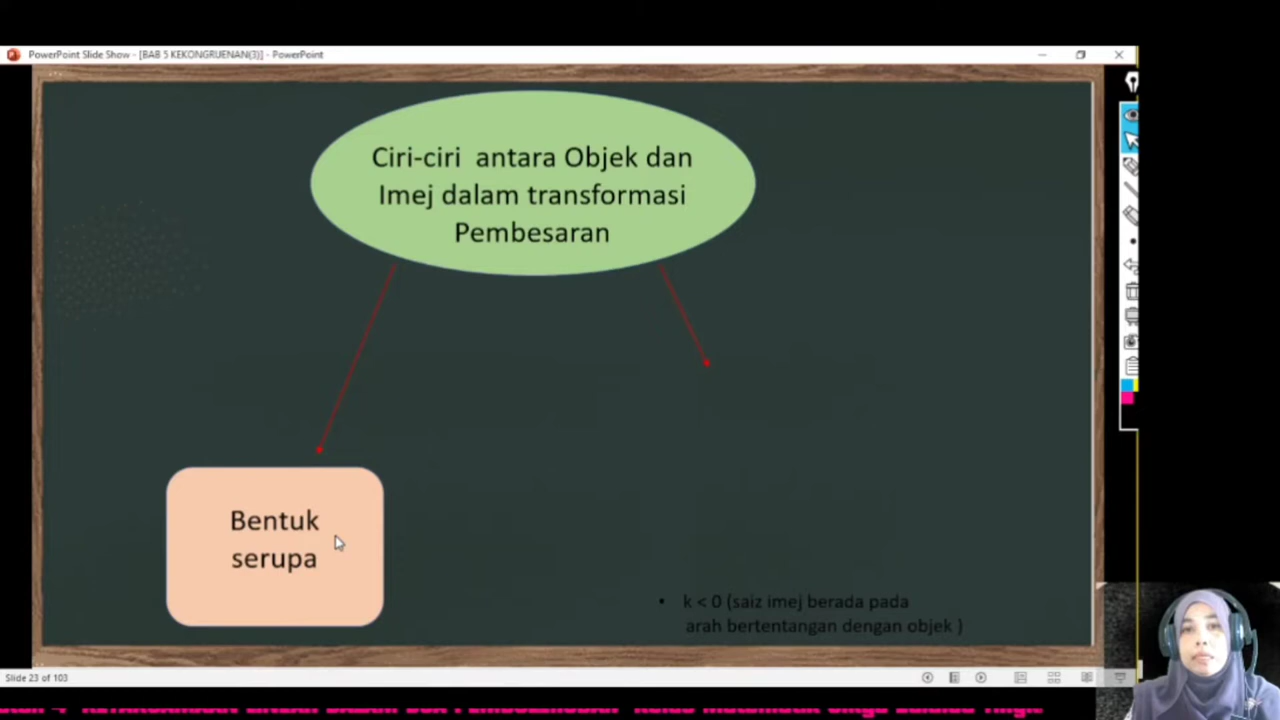 PowerPoint Slide Show - [BAB 5 KEKONGRUENAN(3)] - PowerPoint
Ciri-ciri antara Objek dan
Imej dalam transformasi
Pembesaran
Bentuk
serupa
• k < 0 (saiz imej berada pada
arah bertentangan dengan objek )
Slide 23 of 103